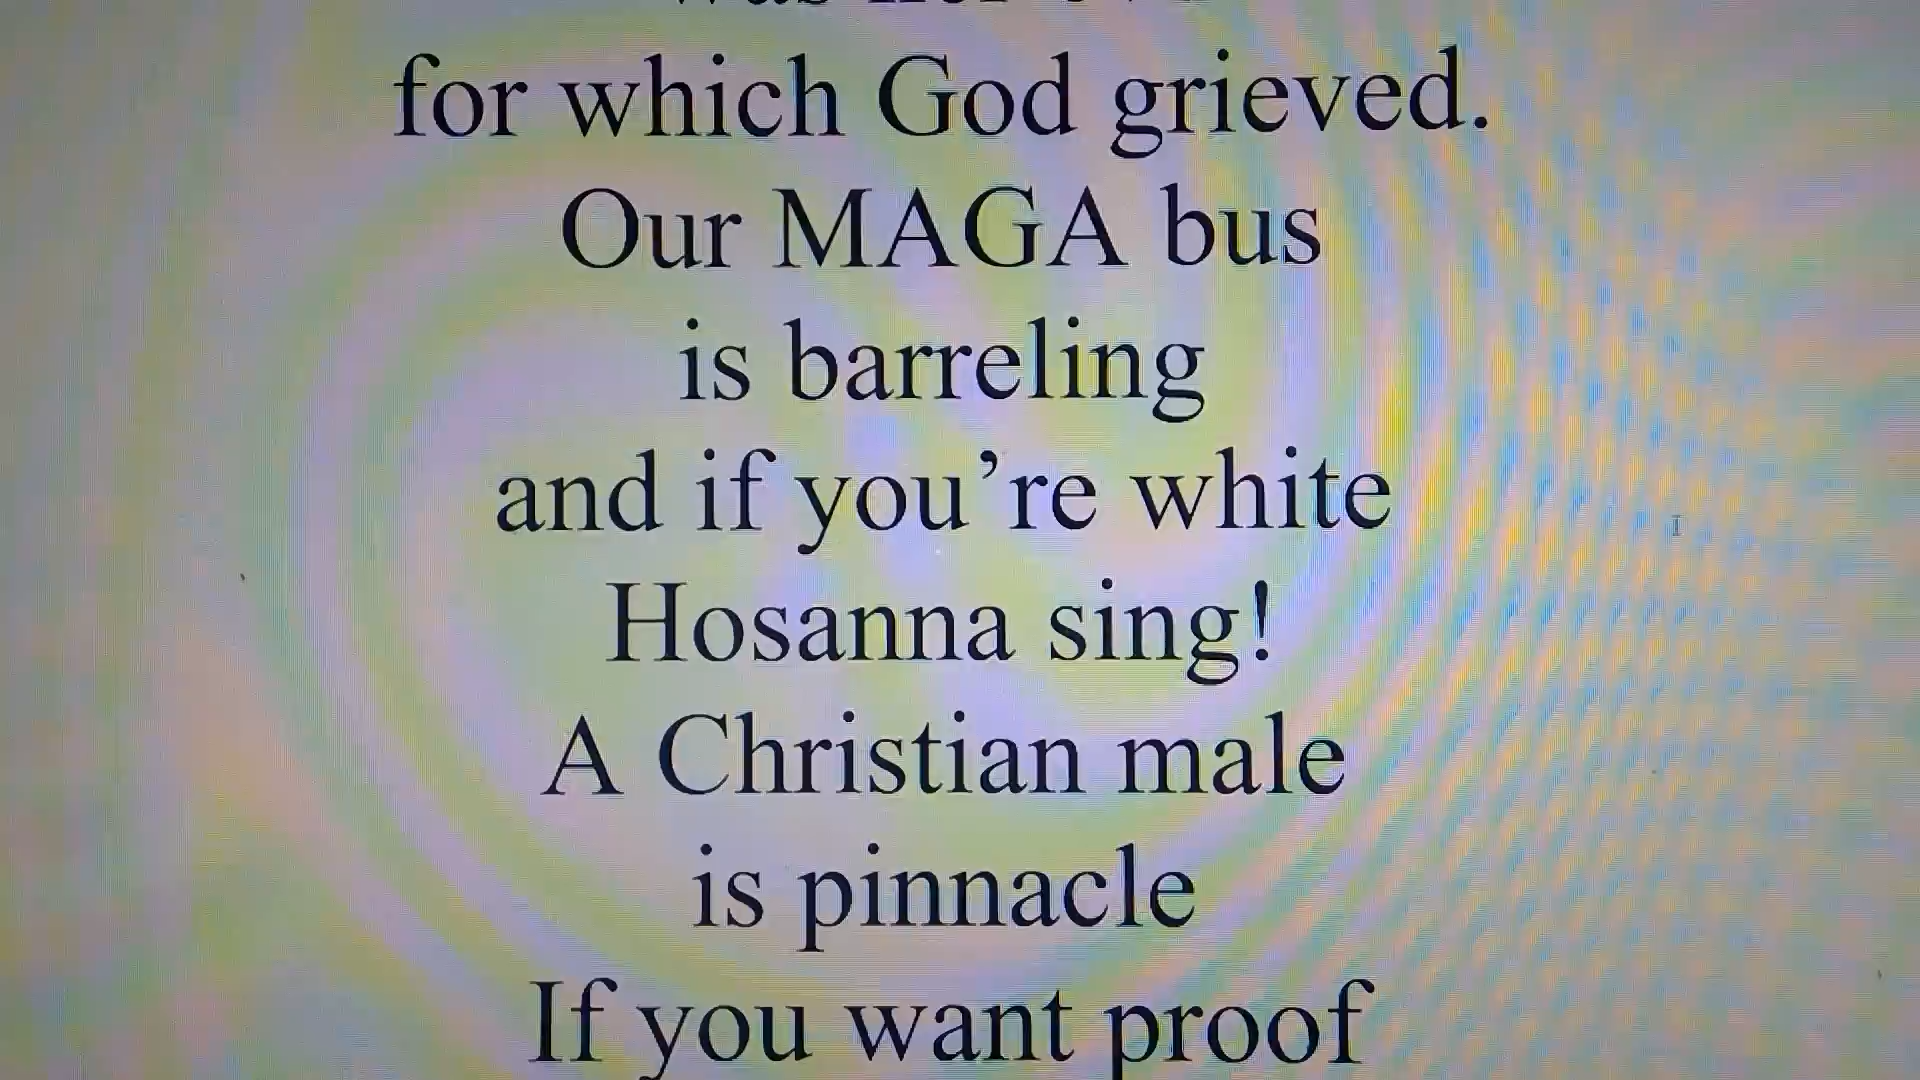 for which God grieved.
Our MAGA bus
is barreling
and if you’re white
Hosanna sing!
A Christian male
is pinnacle
If you want proof